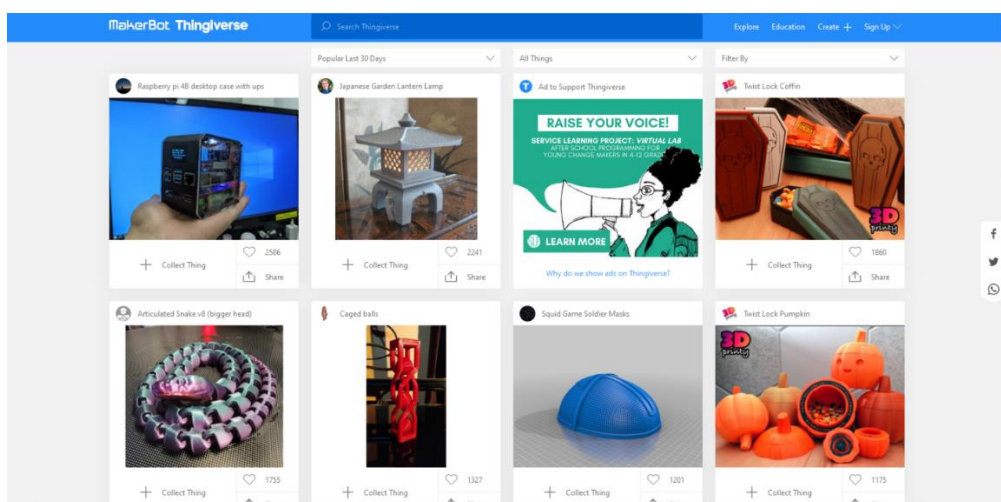 MakerBot Thingiverse
Search Thingiverse
Explore Education Create Sign Up
Popular Last 30 Days
All Things
Filter By
Raspberry pi 4B desktop case with ups
2586
Collect Thing
Share
Japanese Garden Lantern Lamp
2241
Collect Thing
Share
Ad to Support Thingiverse
RAISE YOUR VOICE!
SERVICE LEARNING PROJECT: VIRTUAL LAB
AFTER SCHOOL PROGRAMMING FOR
YOUNG CHANGE MAKERS IN 4-12 GRADE
LEARN MORE
Why do we show ads on Thingiverse?
Twist Lock Coffin
3D
printy
1860
Collect Thing
Share
Articulated Snake v8 (bigger head)
1755
Collect Thing
Caged balls
1327
Collect Thing
Squid Game Soldier Masks
1201
Collect Thing
Twist Lock Pumpkin
3D
printy
1175
Collect Thing